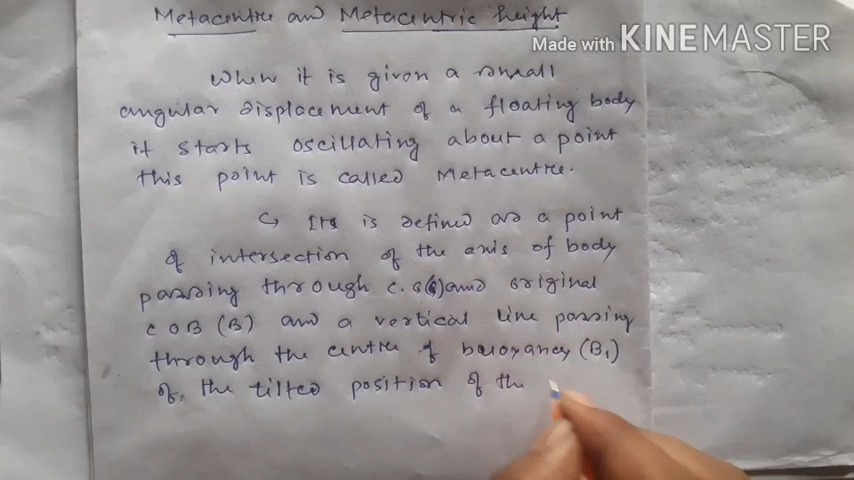 Metacentre and Metacentric height
Made with KINEMASTER
When it is given a small
angular displacement of a floating body
it starts oscillating about a point
this point is called Metacentre.
↳ Its is defined as a point
of intersection of the axis of body
passing through C.G(G) and original
COB (B) and a vertical line passing
through the centre of buoyancy (B₁)
of the tilted position of the